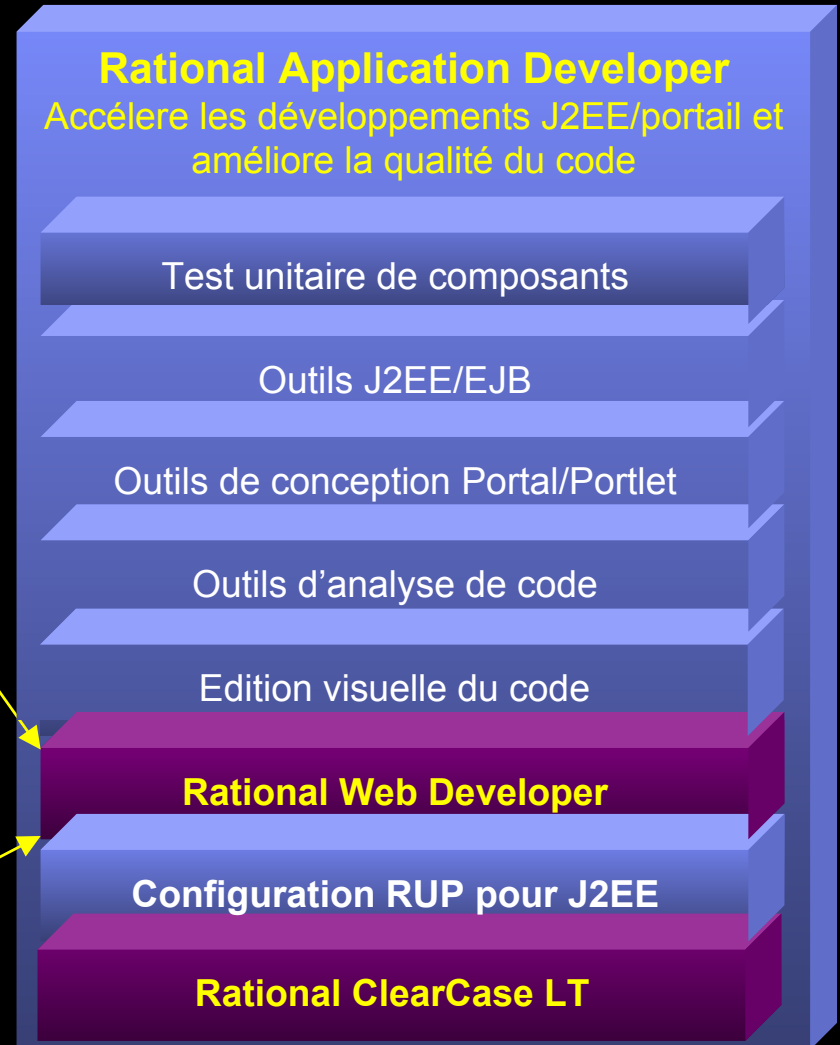 Rational Application Developer
Accélere les développements J2EE/portail et
améliore la qualité du code
Test unitaire de composants
Outils J2EE/EJB
Outils de conception Portal/Portlet
Outils d’analyse de code
Edition visuelle du code
Rational Web Developer
Configuration RUP pour J2EE
Rational ClearCase LT